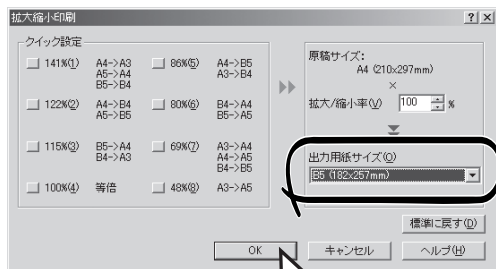 拡大縮小印刷
クイック設定
141%(1) A4->A3
A5->A4
B5->B4
86%(5) A4->B5
A3->B4
122%(2) A4->B4
A5->B5
80%(6) B4->A4
B5->A5
115%(3) B5->A4
B4->A3
69%(7) A3->A4
A4->A5
B4->B5
100%(4) 等倍
48%(8) A3->A5
原稿サイズ:
A4 (210x297mm)
×
拡大/縮小率(V) 100 %
出力用紙サイズ(O)
B5 (182x257mm)
標準に戻す(D)
OK キャンセル ヘルプ(H)